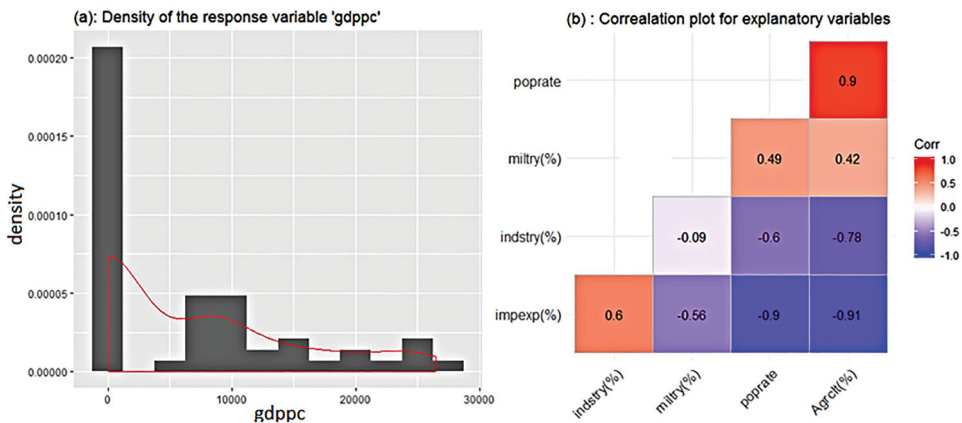 (a): Density of the response variable 'gdppc'
0.00020
0.00015
0.00010
0.00005
0.00000
density
0
10000
20000
30000
gdppc
(b) : Correalation plot for explanatory variables
poprate
miltry(%)
indstry(%)
impexp(%)
0.9
0.49
0.42
-0.09
-0.6
-0.78
0.6
-0.56
-0.9
-0.91
indstry(%)
miltry(%)
poprate
Agrclt(%)
Corr
1.0
0.5
0.0
-0.5
-1.0